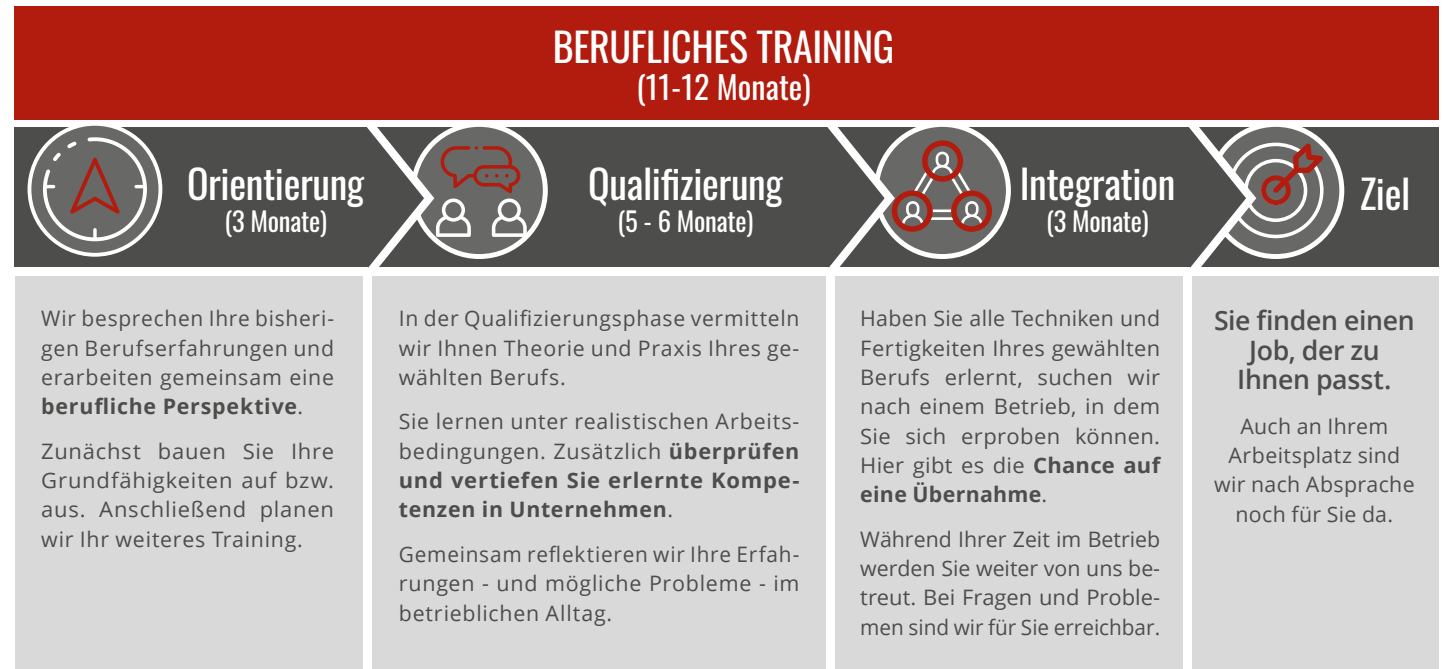 BERUFLICHES TRAINING
(11-12 Monate)
Orientierung
(3 Monate)
Qualifizierung
(5 - 6 Monate)
Integration
(3 Monate)
Ziel
Wir besprechen Ihre bisheri-
gen Berufserfahrungen und
erarbeiten gemeinsam eine
berufliche Perspektive.
Zunächst bauen Sie Ihre
Grundfähigkeiten auf bzw.
aus. Anschließend planen
wir Ihr weiteres Training.
In der Qualifizierungsphase vermitteln
wir Ihnen Theorie und Praxis Ihres ge-
wählten Berufs.
Sie lernen unter realistischen Arbeits-
bedingungen. Zusätzlich überprüfen
und vertiefen Sie erlernte Kompe-
tenzen in Unternehmen.
Gemeinsam reflektieren wir Ihre Erfah-
rungen - und mögliche Probleme - im
betrieblichen Alltag.
Haben Sie alle Techniken und
Fertigkeiten Ihres gewählten
Berufs erlernt, suchen wir
nach einem Betrieb, in dem
Sie sich erproben können.
Hier gibt es die Chance auf
eine Übernahme.
Während Ihrer Zeit im Betrieb
werden Sie weiter von uns be-
treut. Bei Fragen und Proble-
men sind wir für Sie erreichbar.
Sie finden einen
Job, der zu
Ihnen passt.
Auch an Ihrem
Arbeitsplatz sind
wir nach Absprache
noch für Sie da.